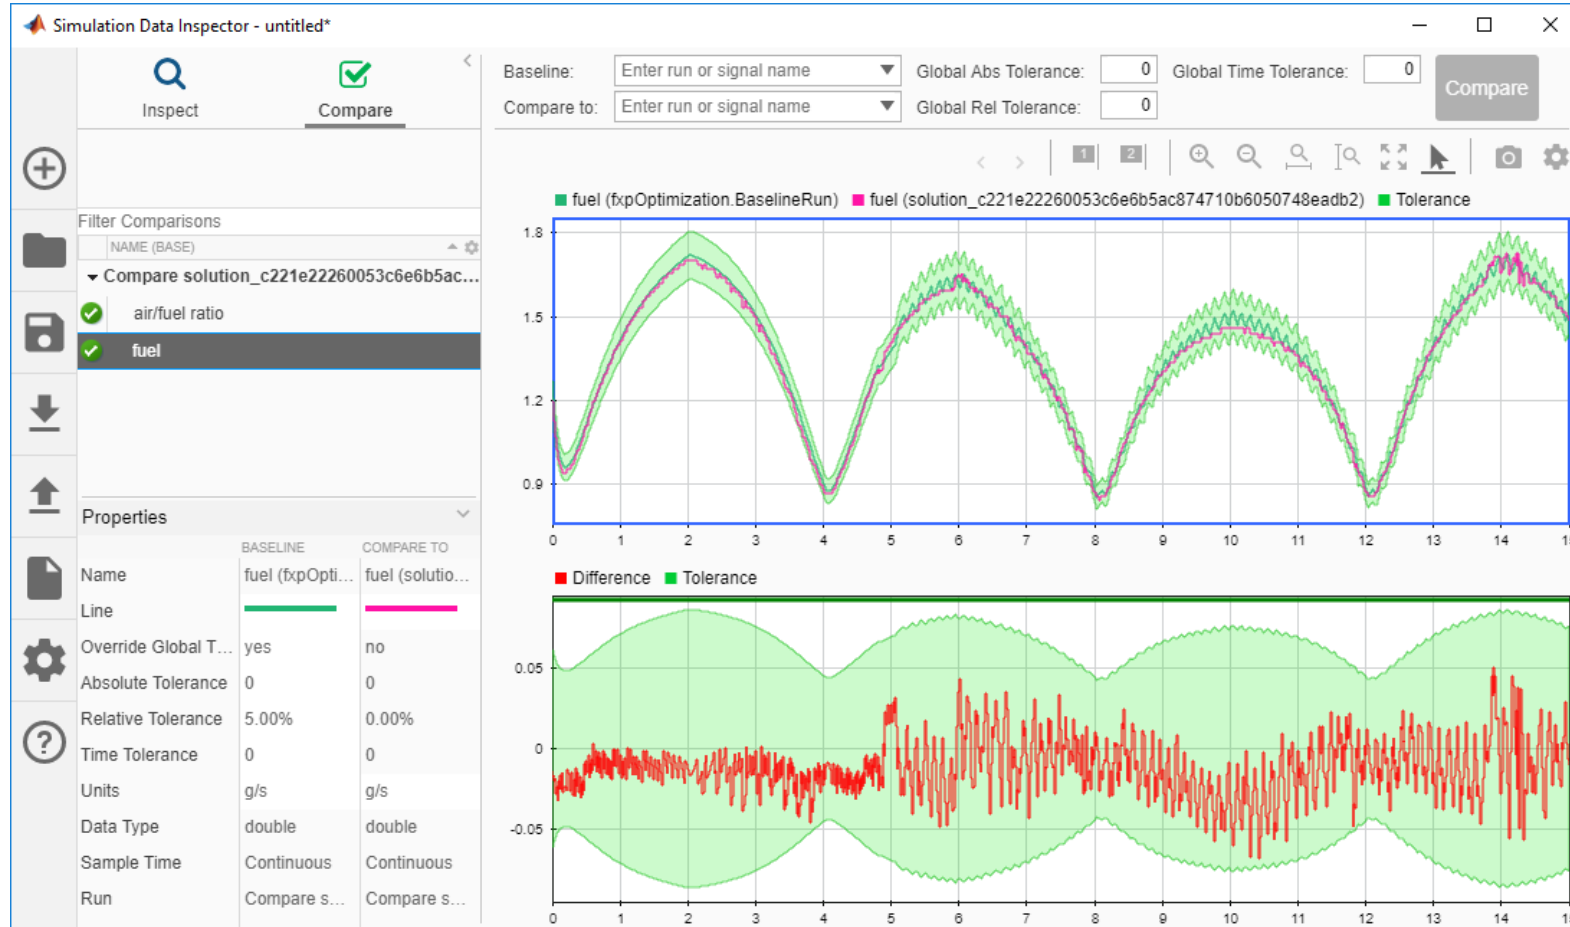 Simulation Data Inspector - untitled*
Inspect
Compare
Filter Comparisons
NAME (BASE)
Compare solution_c221e22260053c6e6b5ac...
air/fuel ratio
fuel
Properties
BASELINE COMPARE TO
Name fuel (fxpOpti... fuel (solutio...
Line
Override Global T... yes no
Absolute Tolerance 0 0
Relative Tolerance 5.00% 0.00%
Time Tolerance 0 0
Units g/s g/s
Data Type double double
Sample Time Continuous Continuous
Run Compare s... Compare s...
Baseline: Enter run or signal name Global Abs Tolerance: 0 Global Time Tolerance: 0
Compare to: Enter run or signal name Global Rel Tolerance: 0
Compare
1 2
fuel (fxpOptimization.BaselineRun) fuel (solution_c221e22260053c6e6b5ac874710b6050748eadb2) Tolerance
1.8
1.5
1.2
0.9
0 1 2 3 4 5 6 7 8 9 10 11 12 13 14
Difference Tolerance
0.05
0
-0.05
0 1 2 3 4 5 6 7 8 9 10 11 12 13 14